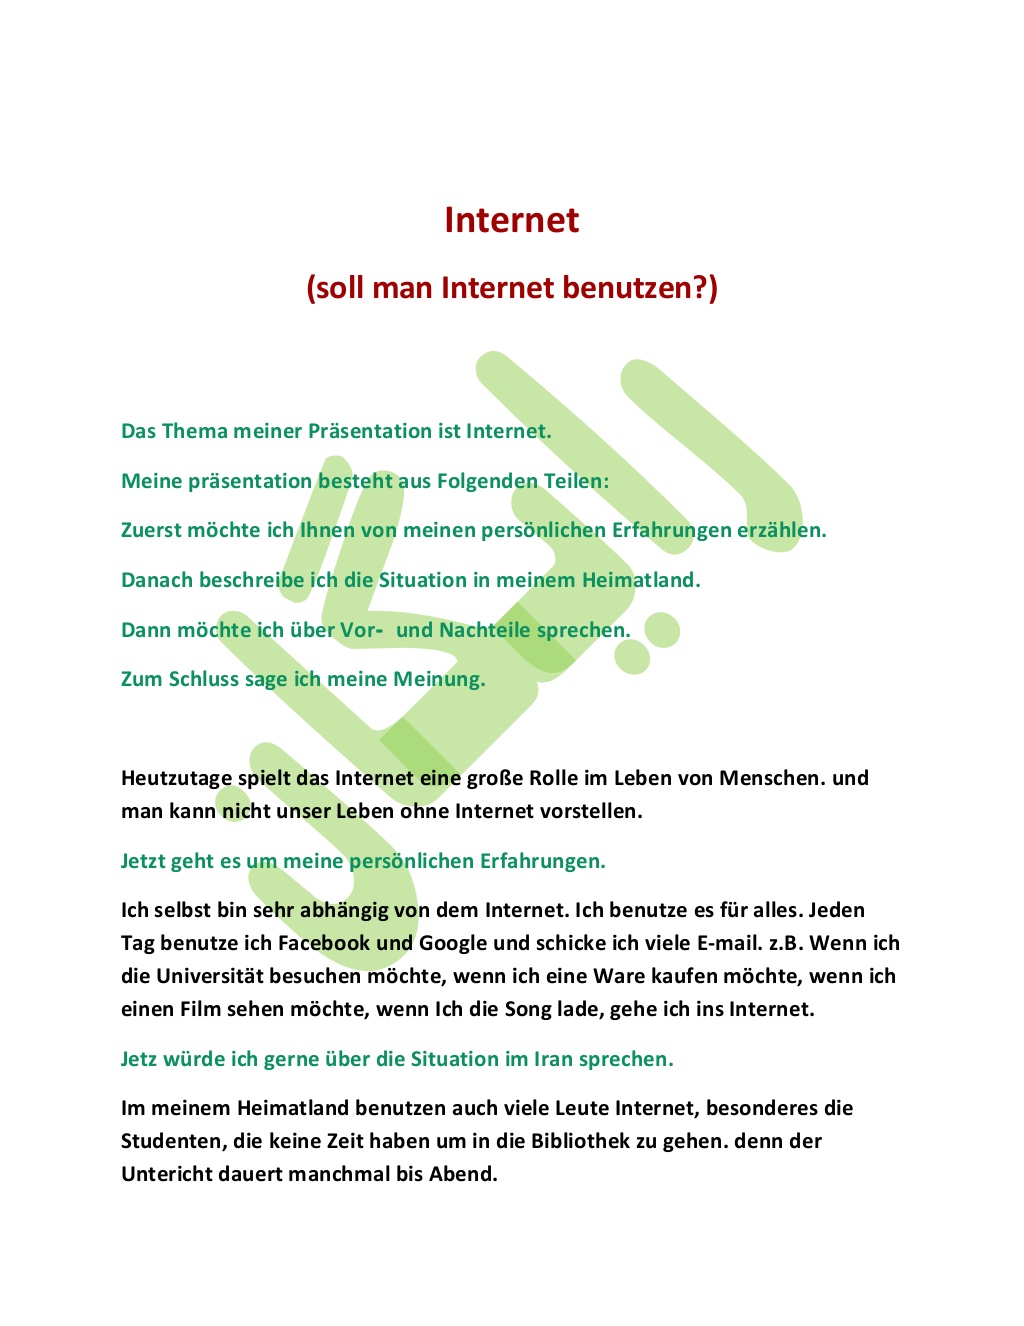 Internet
(soll man Internet benutzen?)
Das Thema meiner Präsentation ist Internet.
Meine präsentation besteht aus Folgenden Teilen:
Zuerst möchte ich Ihnen von meinen persönlichen Erfahrungen erzählen.
Danach beschreibe ich die Situation in meinem Heimatland.
Dann möchte ich über Vor-  und Nachteile sprechen.
Zum Schluss sage ich meine Meinung.
Heutzutage spielt das Internet eine große Rolle im Leben von Menschen. und
man kann nicht unser Leben ohne Internet vorstellen.
Jetzt geht es um meine persönlichen Erfahrungen.
Ich selbst bin sehr abhängig von dem Internet. Ich benutze es für alles. Jeden
Tag benutze ich Facebook und Google und schicke ich viele E-mail. z.B. Wenn ich
die Universität besuchen möchte, wenn ich eine Ware kaufen möchte, wenn ich
einen Film sehen möchte, wenn Ich die Song lade, gehe ich ins Internet.
Jetz würde ich gerne über die Situation im Iran sprechen.
Im meinem Heimatland benutzen auch viele Leute Internet, besonderes die
Studenten, die keine Zeit haben um in die Bibliothek zu gehen. denn der
Untericht dauert manchmal bis Abend.